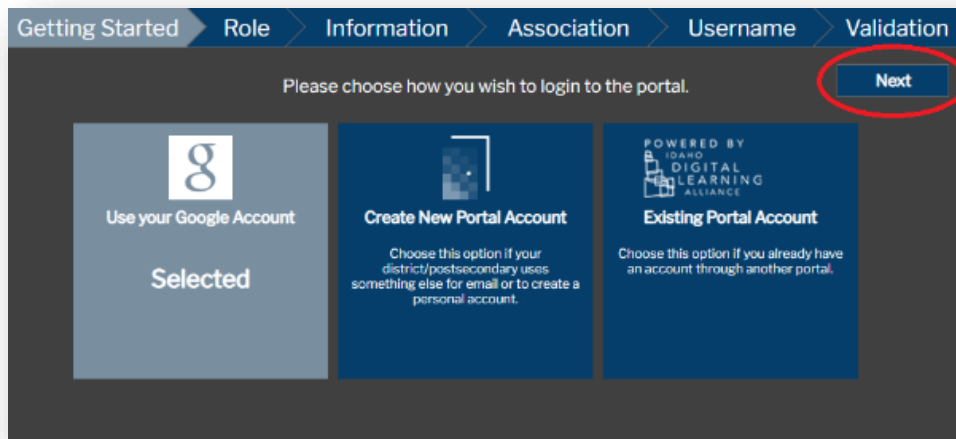 Getting Started Role Information Association Username Validation
Please choose how you wish to login to the portal.
Next
g
Use your Google Account
Selected
Create New Portal Account
Choose this option if your
district/postsecondary uses
something else for email or to create a
personal account.
POWERED BY
IDAHO
DIGITAL
LEARNING
ALLIANCE
Existing Portal Account
Choose this option if you already have
an account through another portal.